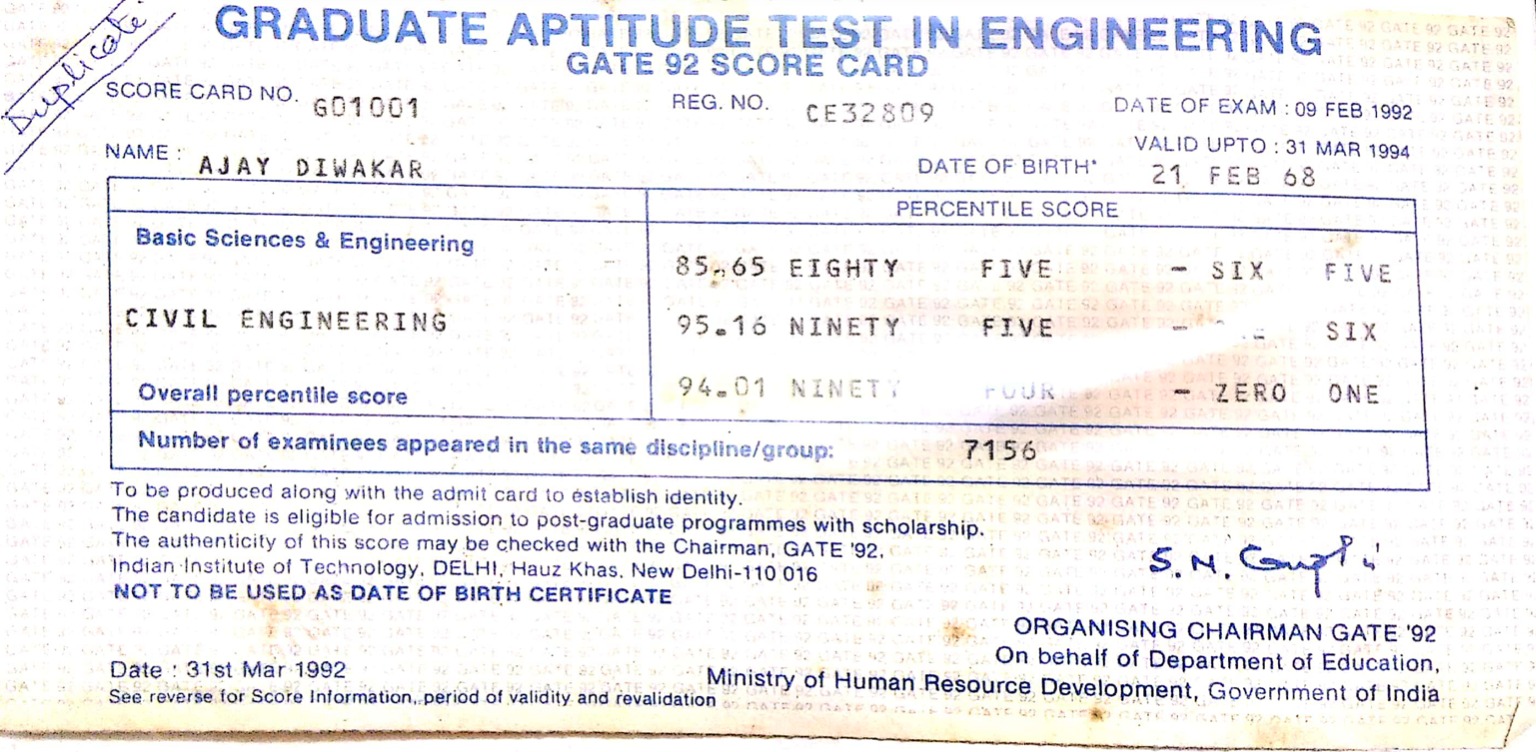 Duplicate
GRADUATE APTITUDE TEST IN ENGINEERING
GATE 92 SCORE CARD
SCORE CARD NO. G01001 REG. NO. CE32809 DATE OF EXAM : 09 FEB 1992
VALID UPTO : 31 MAR 1994
NAME : AJAY DIWAKAR DATE OF BIRTH* 21 FEB 68
PERCENTILE SCORE
Basic Sciences & Engineering 85.65 EIGHTY FIVE - SIX FIVE
CIVIL ENGINEERING 95.16 NINETY FIVE - SIX
Overall percentile score 94.01 NINETY FOUR - ZERO ONE
Number of examinees appeared in the same discipline/group: 7156
To be produced along with the admit card to establish identity.
The candidate is eligible for admission to post-graduate programmes with scholarship.
The authenticity of this score may be checked with the Chairman, GATE '92,
Indian Institute of Technology, DELHI, Hauz Khas, New Delhi-110 016
NOT TO BE USED AS DATE OF BIRTH CERTIFICATE
S. N. Gupta
ORGANISING CHAIRMAN GATE '92
On behalf of Department of Education,
Ministry of Human Resource Development, Government of India
Date : 31st Mar 1992
See reverse for Score Information, period of validity and revalidation